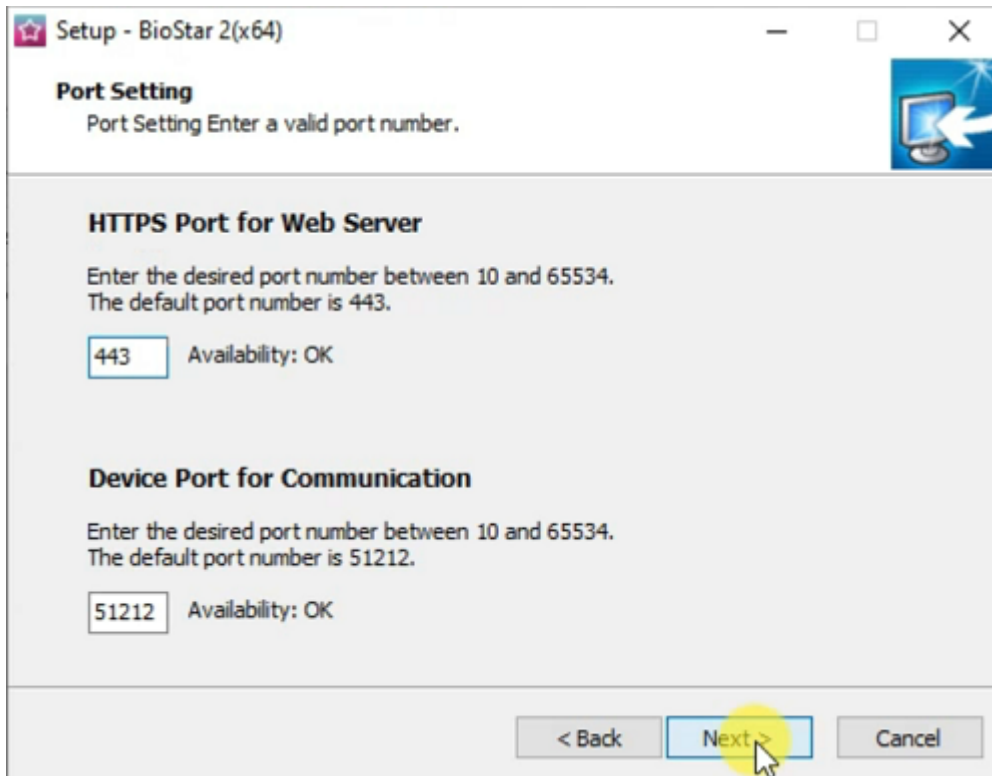 Setup - BioStar 2(x64)
Port Setting
Port Setting Enter a valid port number.
HTTPS Port for Web Server
Enter the desired port number between 10 and 65534.
The default port number is 443.
443 Availability: OK
Device Port for Communication
Enter the desired port number between 10 and 65534.
The default port number is 51212.
51212 Availability: OK
< Back Next > Cancel